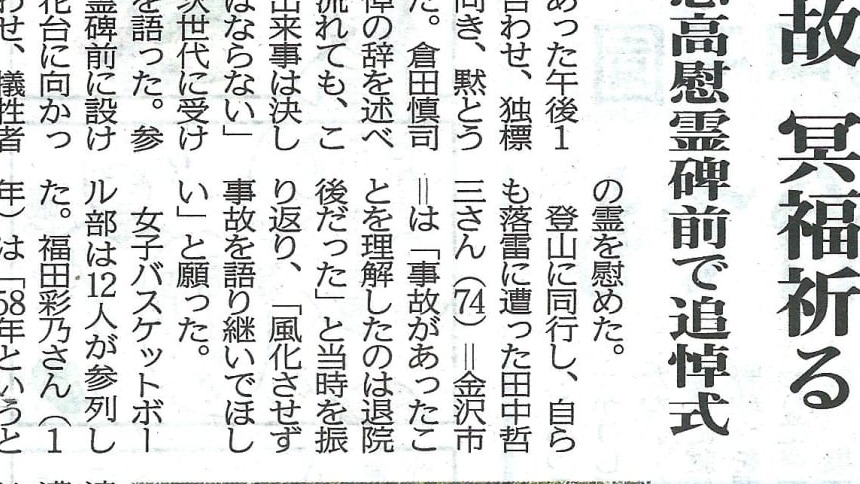 故 冥福祈る
高慰霊碑前で追悼式
あった午後1
合わせ、独標
向き、黙とう
た。倉田慎司
悼の辞を述べ
流れても、こ
出来事は決し
はならない」
次世代に受け
を語った。参
霊碑前に設け
花台に向かっ
わせ、犠牲者
の霊を慰めた。
登山に同行し、自ら
も落雷に遭った田中哲
三さん(74)=金沢市
=は「事故があったこ
とを理解したのは退院
後だった」と当時を振
り返り、「風化させず
事故を語り継いでほし
い」と願った。
女子バスケットボー
ル部は12人が参列し
た。福田彩乃さん(1
年)は「58年というと